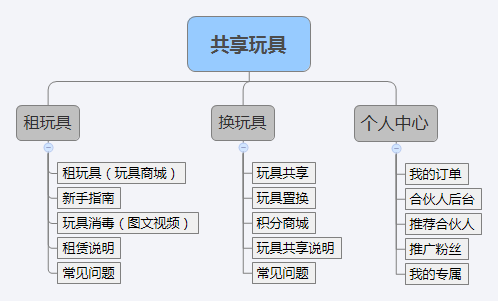 共享玩具
租玩具
换玩具
个人中心
租玩具（玩具商城）
新手指南
玩具消毒（图文视频）
租赁说明
常见问题
玩具共享
玩具置换
积分商城
玩具共享说明
常见问题
我的订单
合伙人后台
推荐合伙人
推广粉丝
我的专属